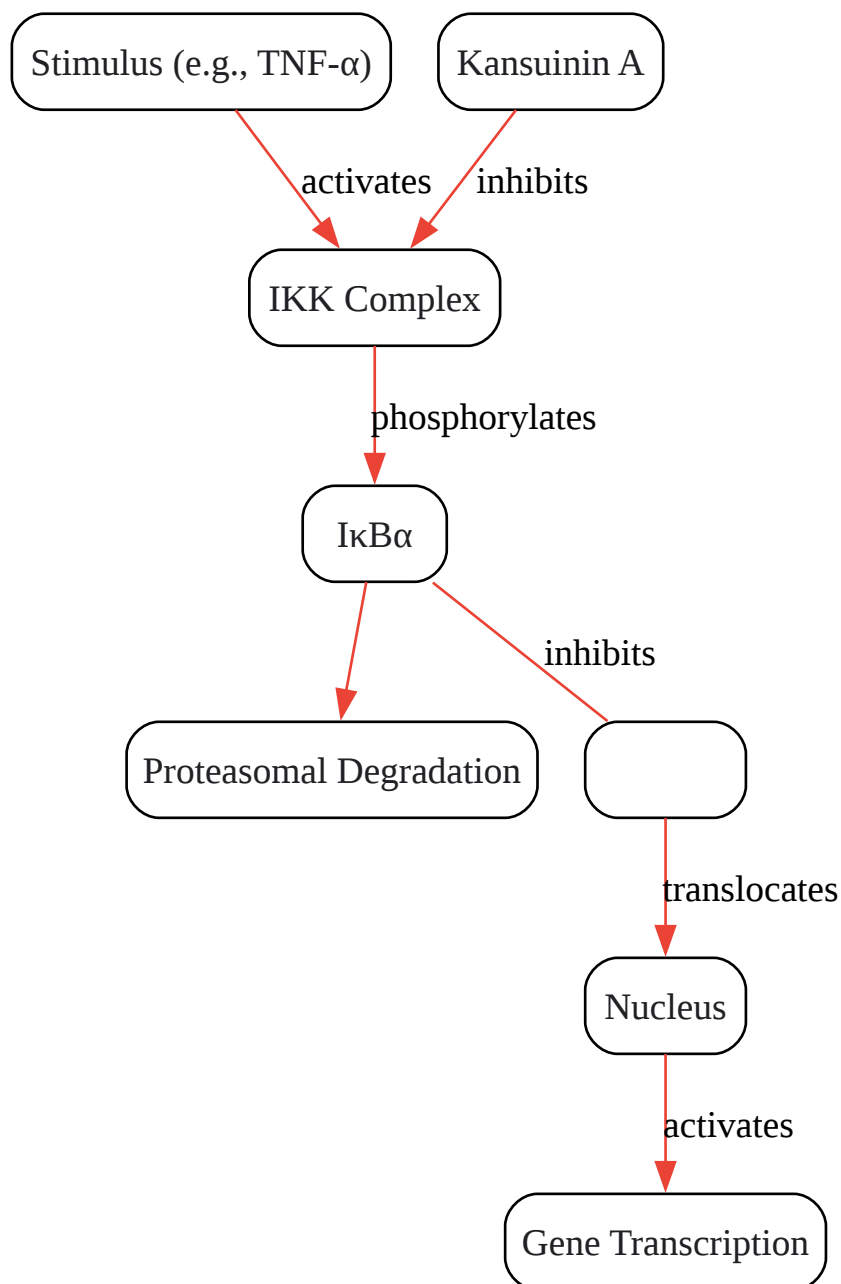 Stimulus (e.g., TNF-α)
Kansuinin A
activates
inhibits
IKK Complex
phosphorylates
IκBα
inhibits
Proteasomal Degradation
translocates
Nucleus
activates
Gene Transcription